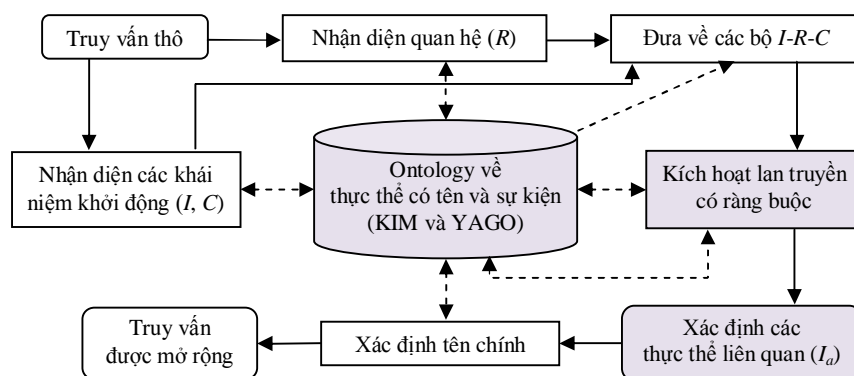 Truy vấn thô
Nhận diện quan hệ (R)
Đưa về các bộ I-R-C
Nhận diện các khái
niệm khởi động (I, C)
Ontology về
thực thể có tên và sự kiện
(KIM và YAGO)
Kích hoạt lan truyền
có ràng buộc
Truy vấn
được mở rộng
Xác định tên chính
Xác định các
thực thể liên quan (Ia)